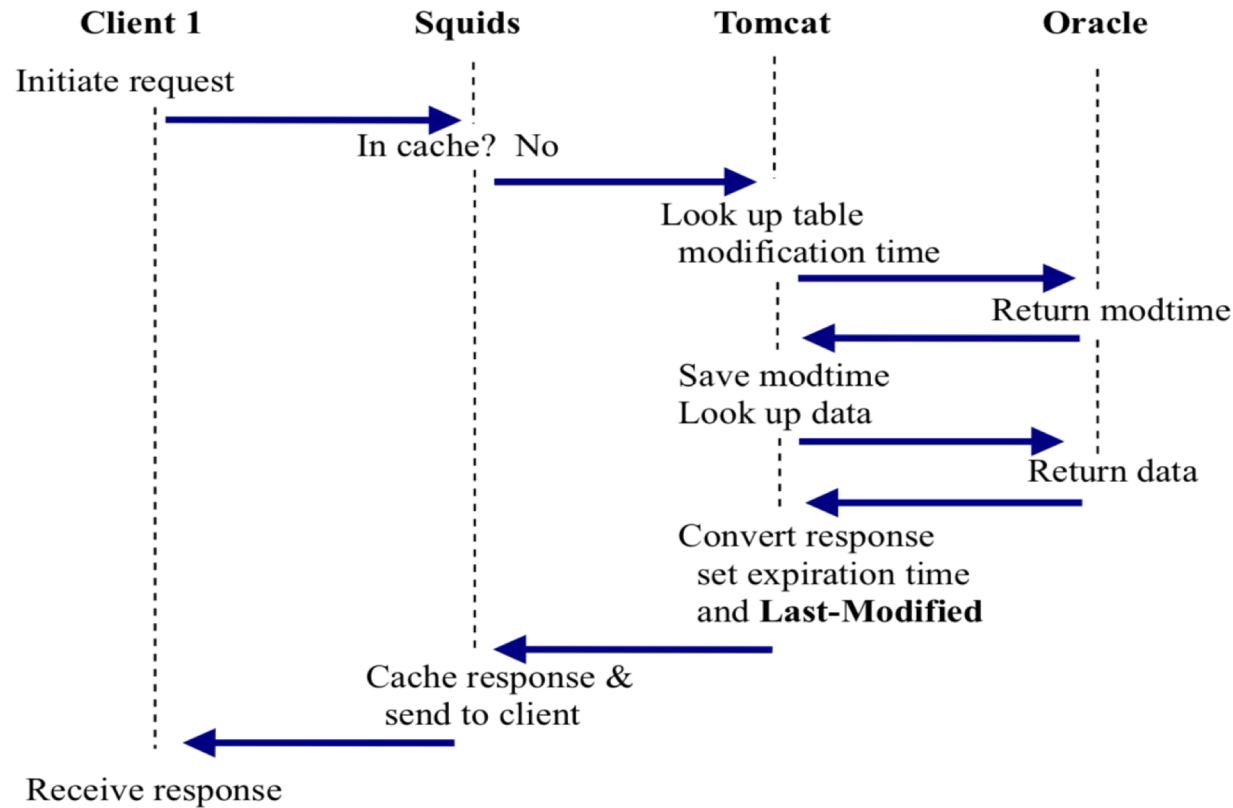 Client 1
Squids
Tomcat
Oracle
Initiate request
In cache?  No
Look up table
modification time
Return modtime
Save modtime
Look up data
Return data
Convert response
set expiration time
and Last-Modified
Cache response &
send to client
Receive response